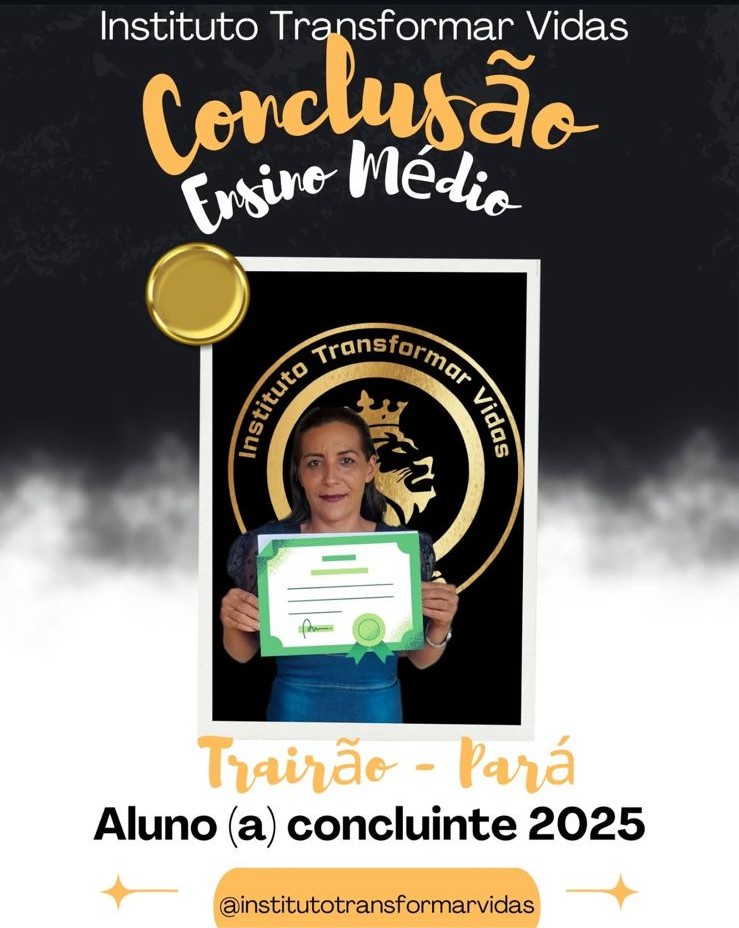 Instituto Transformar Vidas
Conclusão
Ensino Médio
Instituto Transformar Vidas
Trairão - Pará
Aluno (a) concluinte 2025
@institutotransformarvidas